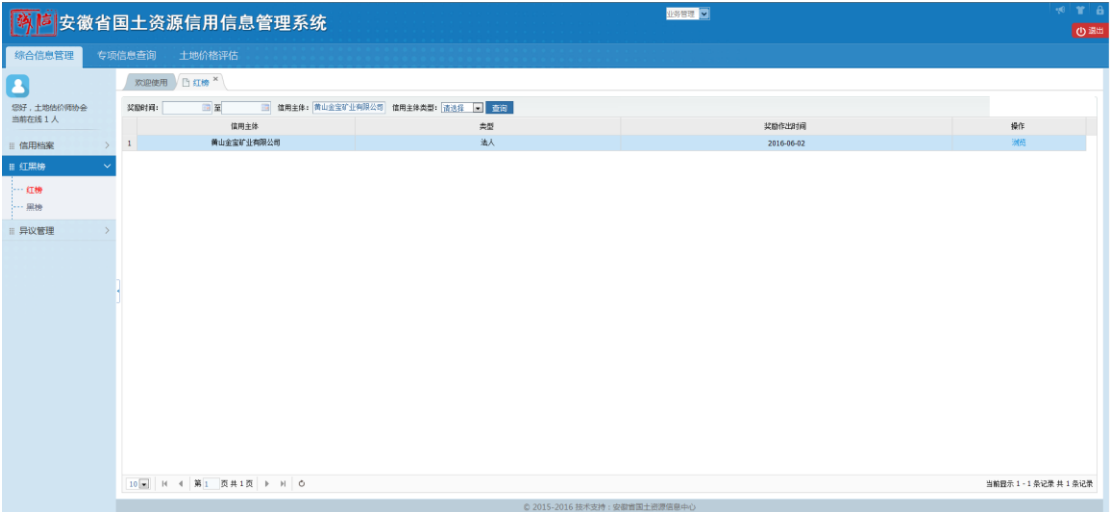 诚信 安徽省国土资源信用信息管理系统
业务管理
退出
综合信息管理 专项信息查询 土地价格评估
欢迎使用 红榜 ×
您好，土地估价师协会
当前在线 1 人
奖励时间: 至 信用主体: 黄山金宝矿业有限公司 信用主体类型: 请选择 查询
信用主体 类型 奖励作出时间 操作
1 黄山金宝矿业有限公司 法人 2016-06-02 浏览
信用档案
红黑榜
红榜
黑榜
异议管理
10 第 1 页 共 1 页 当前显示 1 - 1 条记录 共 1 条记录
© 2015-2016 技术支持：安徽省国土资源信息中心